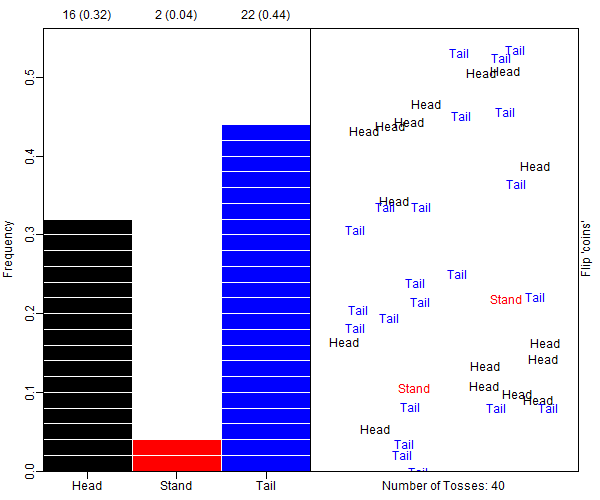 16 (0.32) 2 (0.04) 22 (0.44)
Frequency
0.5
0.4
0.3
0.2
0.1
0.0
Head Stand Tail
Tail Tail
Tail
Head Head
Head
Tail Tail
Head Head Head
Head
Tail
Head
Tail Tail
Tail
Tail
Tail
Stand Tail
Tail
Tail
Tail
Tail
Head Head
Head
Head
Head
Stand
Head
Head
Tail Tail Tail
Head
Tail
Tail
Tail
Flip 'coins'
Number of Tosses: 40